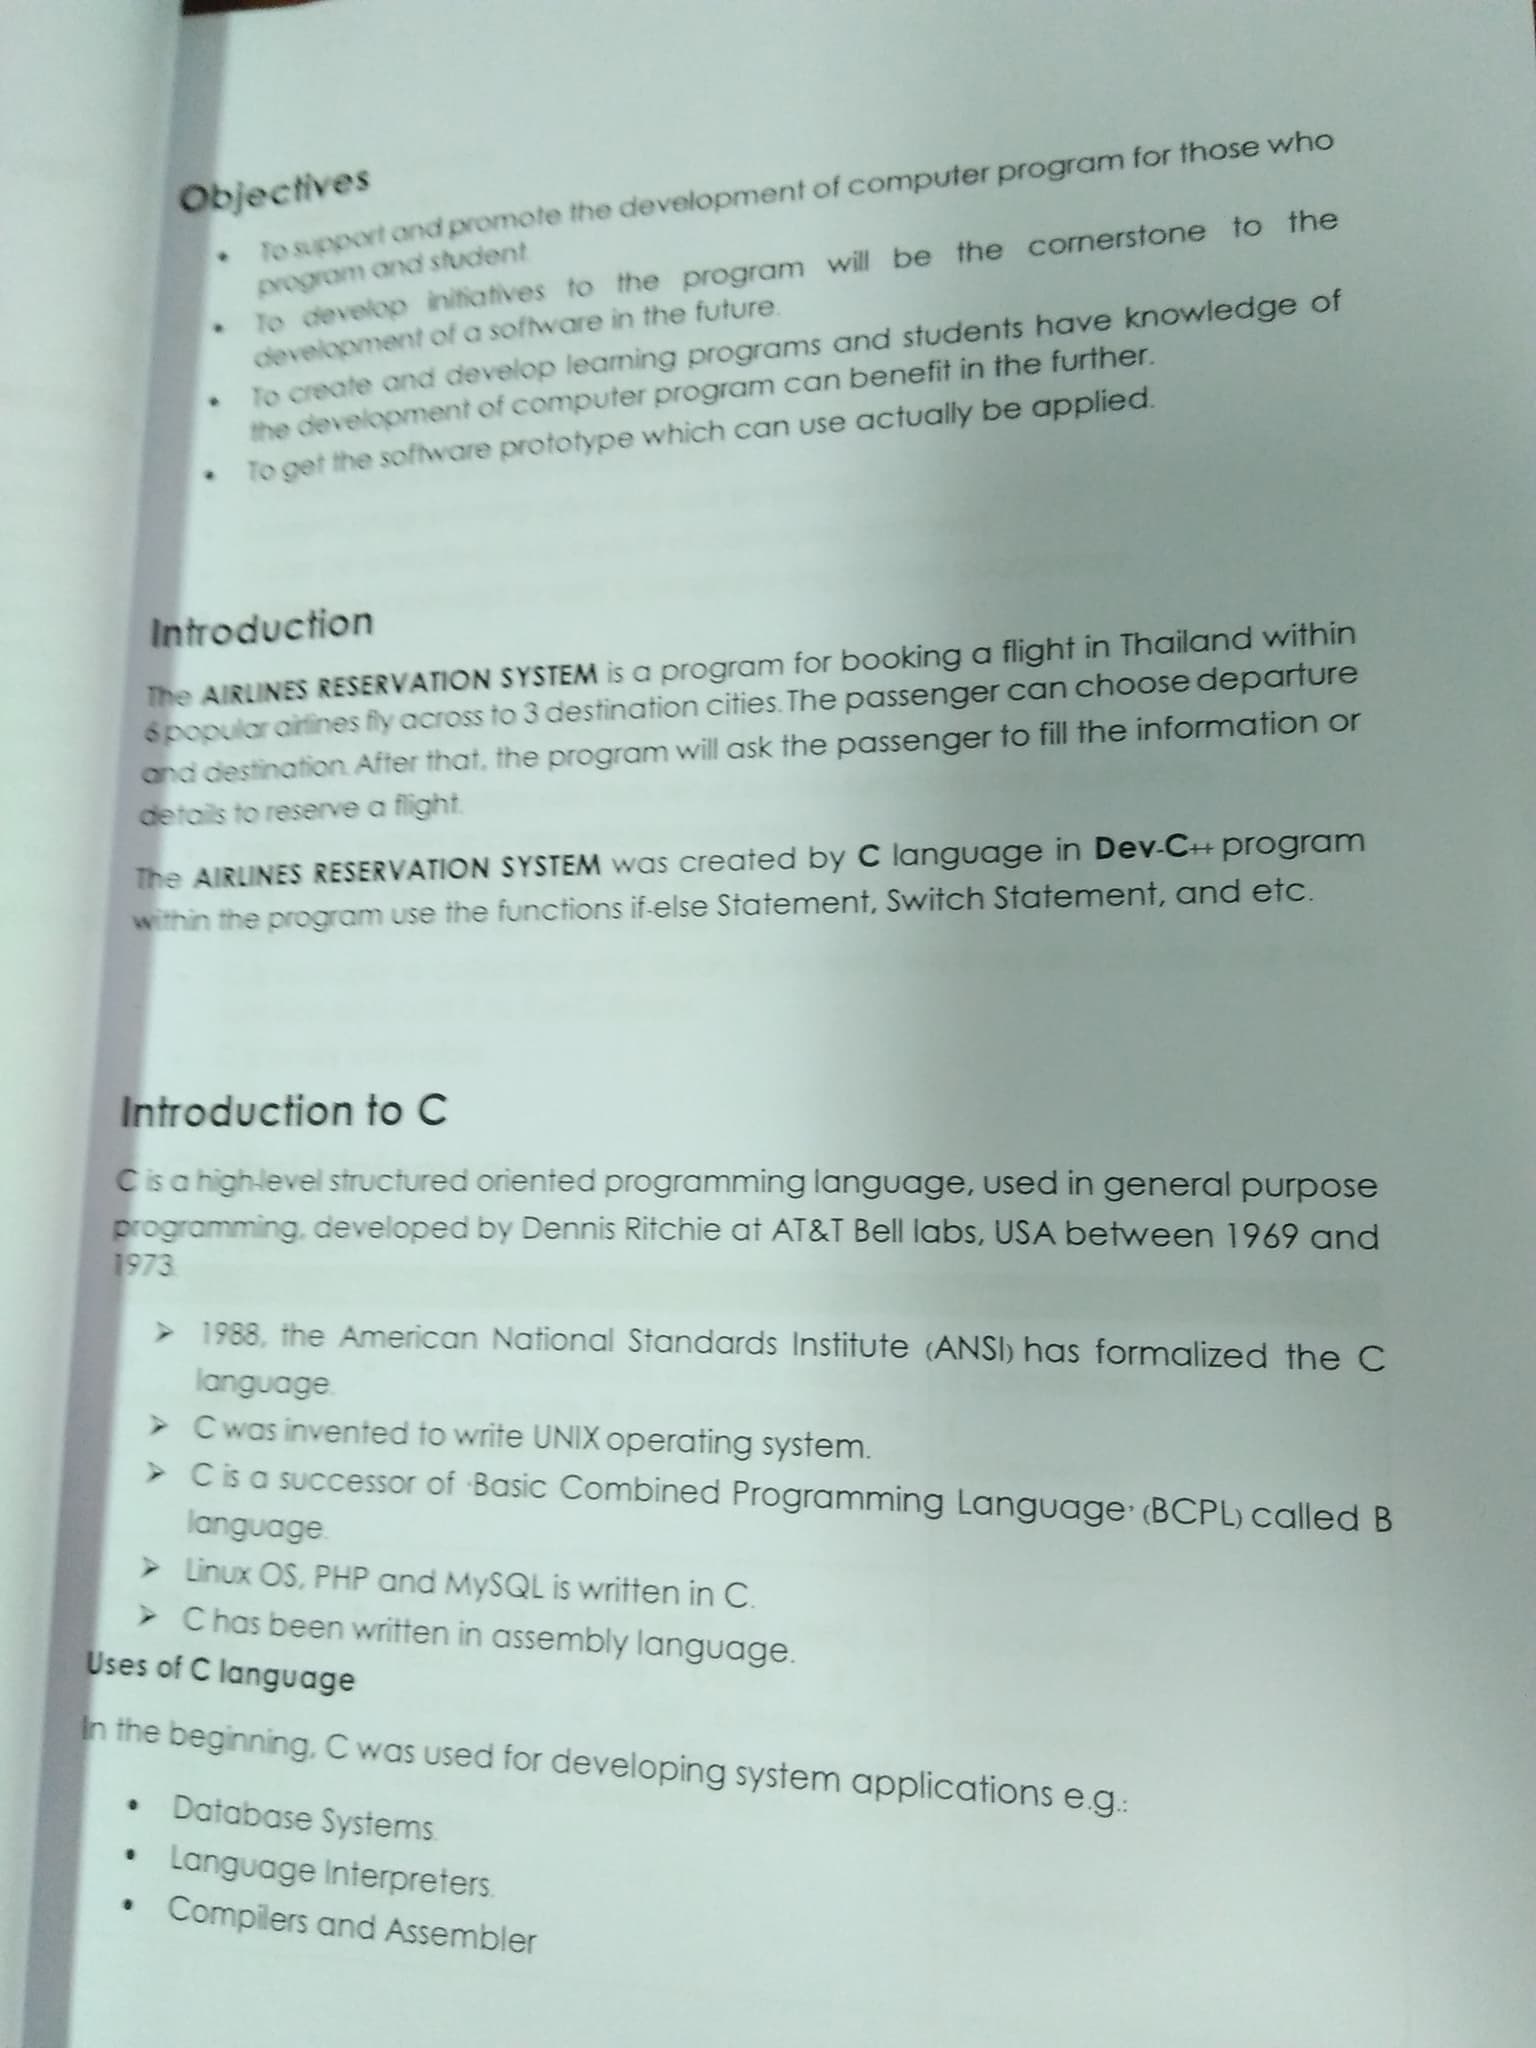 Objectives
• To support and promote the development of computer program for those who
program and student.
• To develop initiatives to the program will be the cornerstone to the
development of a software in the future.
• To create and develop learning programs and students have knowledge of
the development of computer program can benefit in the further.
• To get the software prototype which can use actually be applied.
Introduction
The AIRLINES RESERVATION SYSTEM is a program for booking a flight in Thailand within
6 popular airlines fly across to 3 destination cities. The passenger can choose departure
and destination. After that, the program will ask the passenger to fill the information or
details to reserve a flight.
The AIRLINES RESERVATION SYSTEM was created by C language in Dev-C++ program
within the program use the functions if-else Statement, Switch Statement, and etc.
Introduction to C
C is a high-level structured oriented programming language, used in general purpose
programming, developed by Dennis Ritchie at AT&T Bell labs, USA between 1969 and
1973.
➢ 1988, the American National Standards Institute (ANSI) has formalized the C
language.
➢ C was invented to write UNIX operating system.
➢ C is a successor of 'Basic Combined Programming Language' (BCPL) called B
language.
➢ Linux OS, PHP and MySQL is written in C.
➢ C has been written in assembly language.
Uses of C language
In the beginning, C was used for developing system applications e.g.:
• Database Systems.
• Language Interpreters.
• Compilers and Assembler